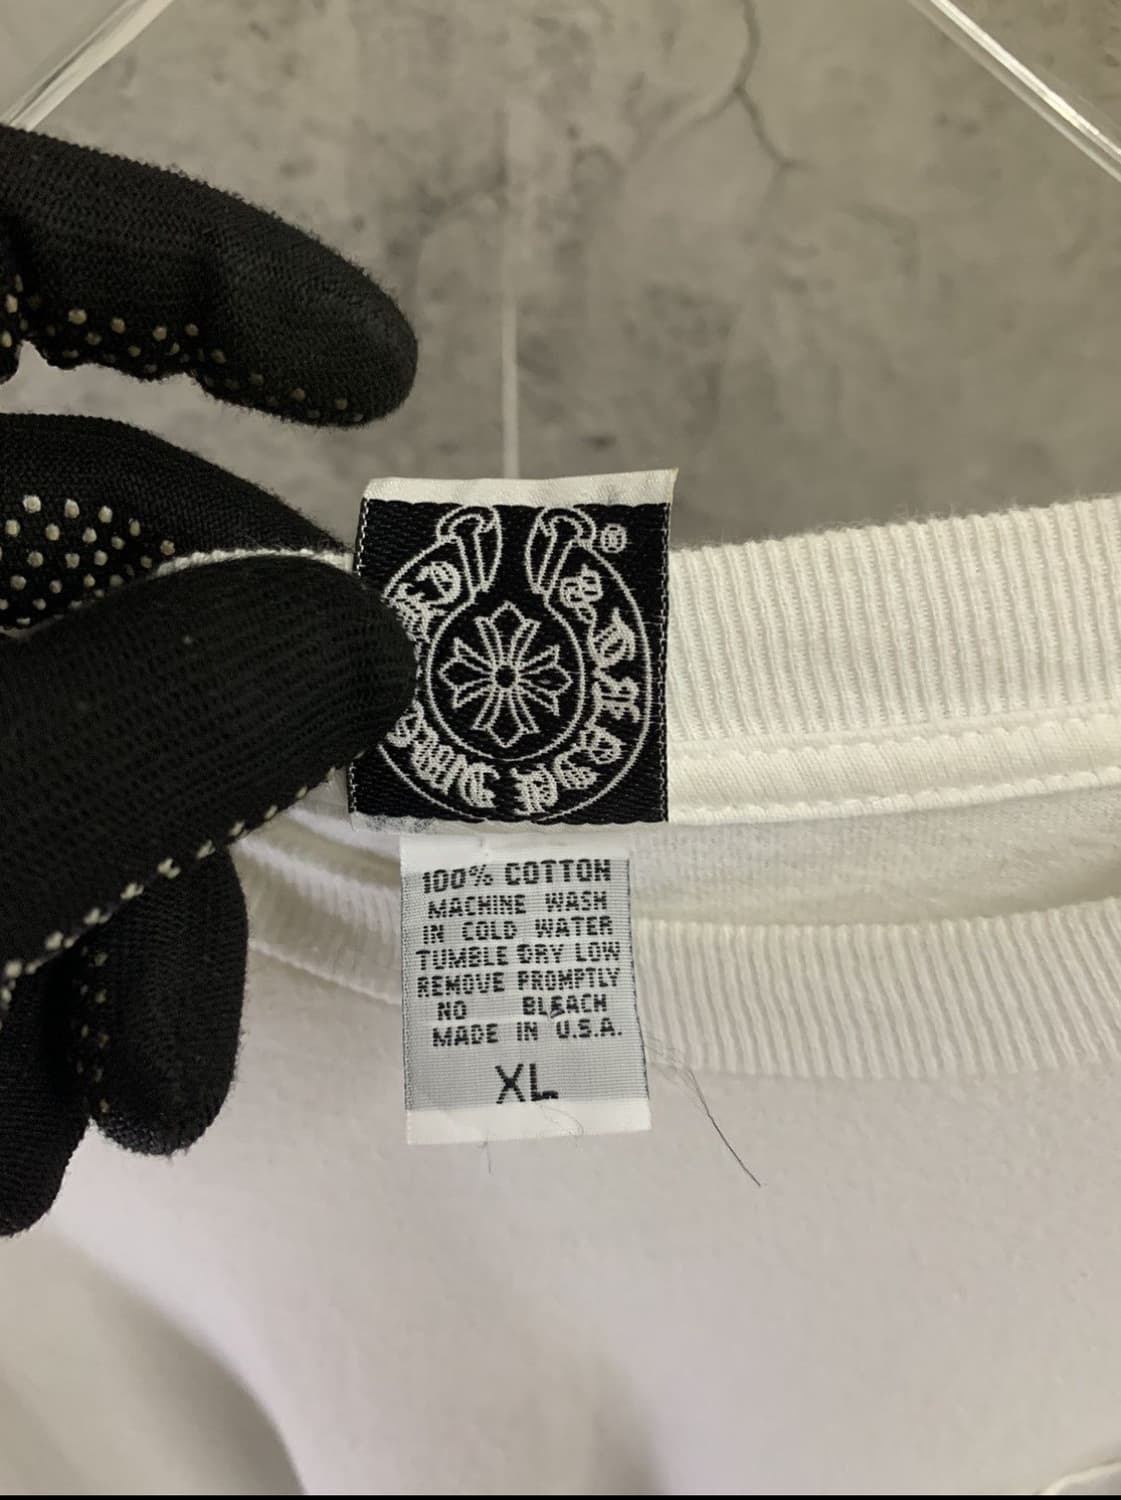 ®
100% COTTON
MACHINE WASH
IN COLD WATER
TUMBLE DRY LOW
REMOVE PROMPTLY
NO BLEACH
MADE IN U.S.A.
XL